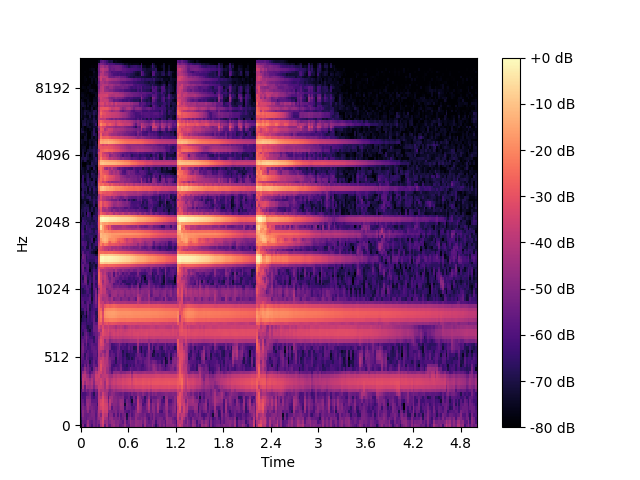 8192
4096
2048
1024
512
0
Hz
0 0.6 1.2 1.8 2.4 3 3.6 4.2 4.8
Time
+0 dB
-10 dB
-20 dB
-30 dB
-40 dB
-50 dB
-60 dB
-70 dB
-80 dB